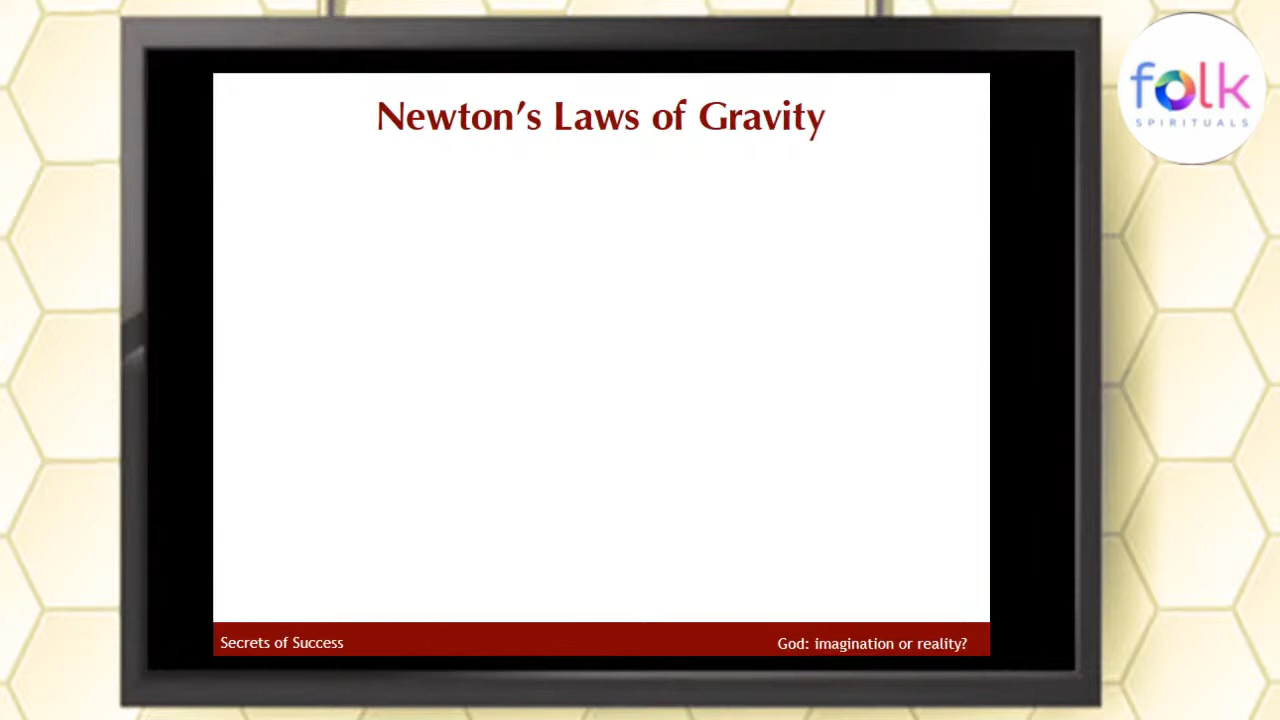 folk
SPIRITUALS
Newton’s Laws of Gravity
Secrets of Success
God: imagination or reality?